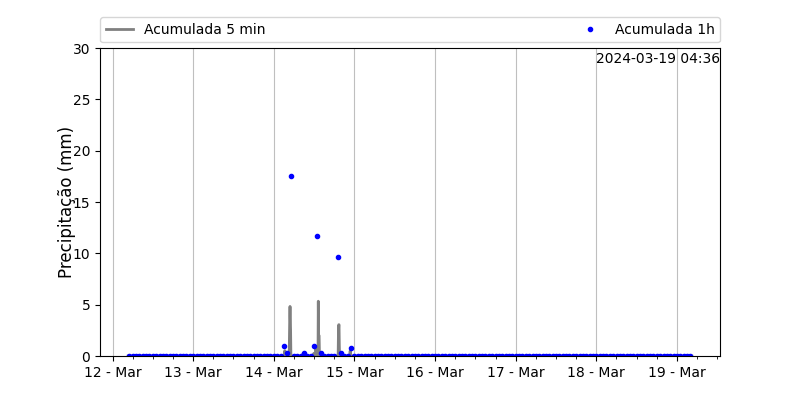 Acumulada 5 min
Acumulada 1h
2024-03-19 04:36
Precipitação (mm)
30
25
20
15
10
5
0
12 - Mar 13 - Mar 14 - Mar 15 - Mar 16 - Mar 17 - Mar 18 - Mar 19 - Mar